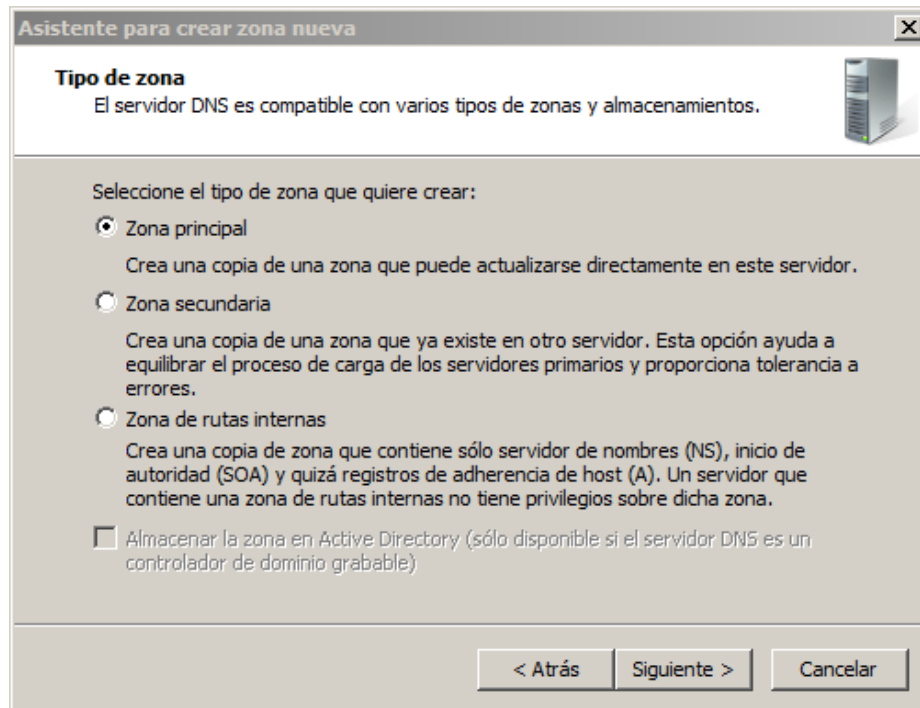 Asistente para crear zona nueva
Tipo de zona
El servidor DNS es compatible con varios tipos de zonas y almacenamientos.
Seleccione el tipo de zona que quiere crear:
Zona principal
Crea una copia de una zona que puede actualizarse directamente en este servidor.
Zona secundaria
Crea una copia de una zona que ya existe en otro servidor. Esta opción ayuda a
equilibrar el proceso de carga de los servidores primarios y proporciona tolerancia a
errores.
Zona de rutas internas
Crea una copia de zona que contiene sólo servidor de nombres (NS), inicio de
autoridad (SOA) y quizá registros de adherencia de host (A). Un servidor que
contiene una zona de rutas internas no tiene privilegios sobre dicha zona.
Almacenar la zona en Active Directory (sólo disponible si el servidor DNS es un
controlador de dominio grabable)
< Atrás
Siguiente >
Cancelar